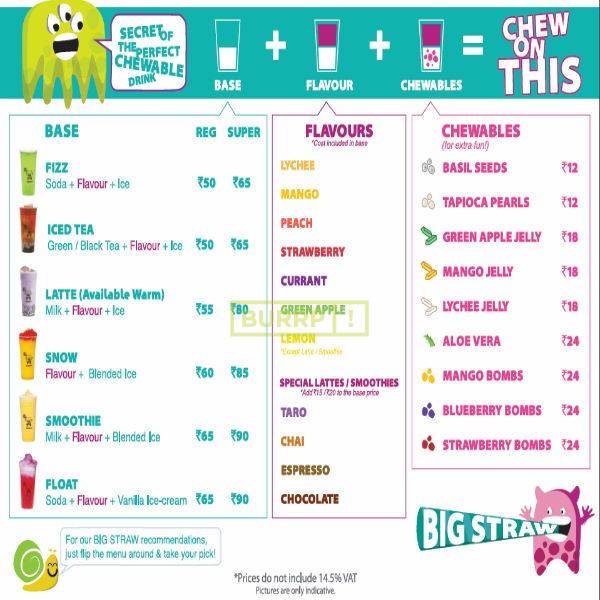 SECRET OF
THE PERFECT
CHEWABLE
DRINK
BASE
+
FLAVOUR
+
CHEWABLES
=
CHEW
ON
THIS
BASE REG SUPER
FIZZ
Soda + Flavour + Ice ₹50 ₹65
ICED TEA
Green / Black Tea + Flavour + Ice ₹50 ₹65
LATTE (Available Warm)
Milk + Flavour + Ice ₹55 ₹80
SNOW
Flavour + Blended Ice ₹60 ₹85
SMOOTHIE
Milk + Flavour + Blended Ice ₹65 ₹90
FLOAT
Soda + Flavour + Vanilla Ice-cream ₹65 ₹90
FLAVOURS
*Cost included in base
LYCHEE
MANGO
PEACH
STRAWBERRY
CURRANT
GREEN APPLE
LEMON
*Except Latte / Smoothie
SPECIAL LATTES / SMOOTHIES
*Add ₹15 /₹20 to the base price
TARO
CHAI
ESPRESSO
CHOCOLATE
CHEWABLES
(for extra fun!)
BASIL SEEDS ₹12
TAPIOCA PEARLS ₹12
GREEN APPLE JELLY ₹18
MANGO JELLY ₹18
LYCHEE JELLY ₹18
ALOE VERA ₹24
MANGO BOMBS ₹24
BLUEBERRY BOMBS ₹24
STRAWBERRY BOMBS ₹24
BIG STRAW
For our BIG STRAW recommendations,
just flip the menu around & take your pick!
*Prices do not include 14.5% VAT
Pictures are only indicative.